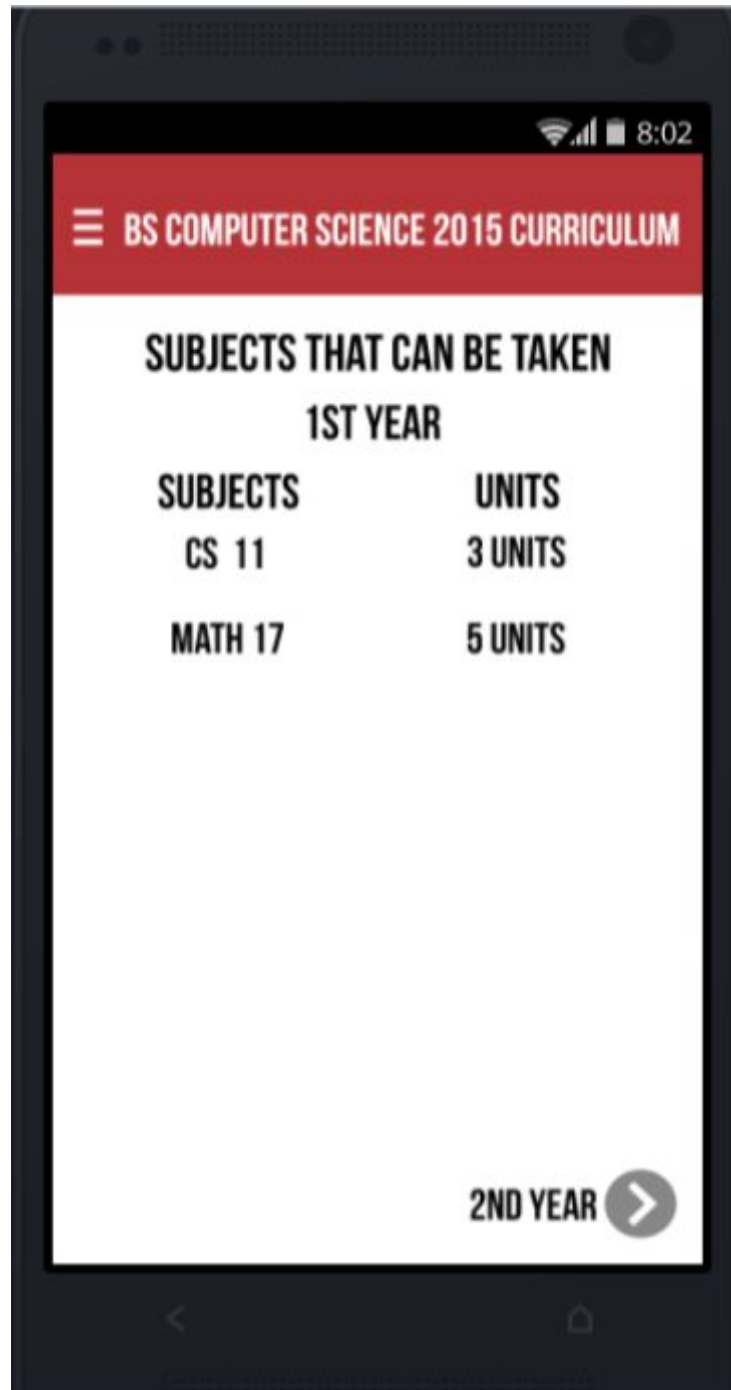 8:02
BS COMPUTER SCIENCE 2015 CURRICULUM
SUBJECTS THAT CAN BE TAKEN
1ST YEAR
SUBJECTS UNITS
CS 11 3 UNITS
MATH 17 5 UNITS
2ND YEAR